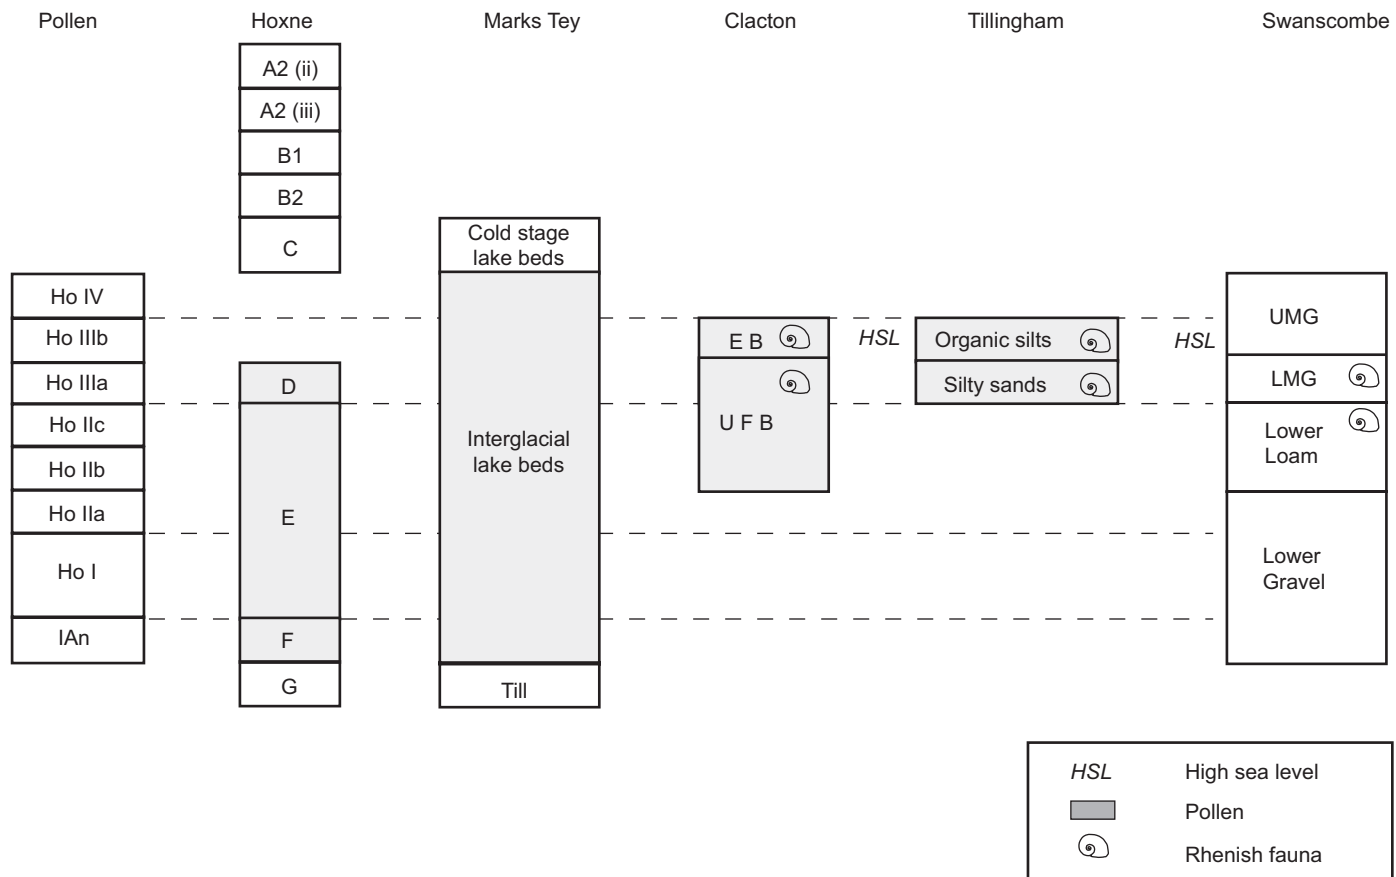 Pollen
Hoxne
Marks Tey
Clacton
Tillingham
Swanscombe
A2 (ii)
A2 (iii)
B1
B2
C
D
E
F
G
Ho IV
Ho IIIb
Ho IIIa
Ho IIc
Ho IIb
Ho IIa
Ho I
IAn
Cold stage
lake beds
Interglacial
lake beds
Till
E B
U F B
HSL
Organic silts
Silty sands
HSL
UMG
LMG
Lower
Loam
Lower
Gravel
HSL High sea level
Pollen
Rhenish fauna